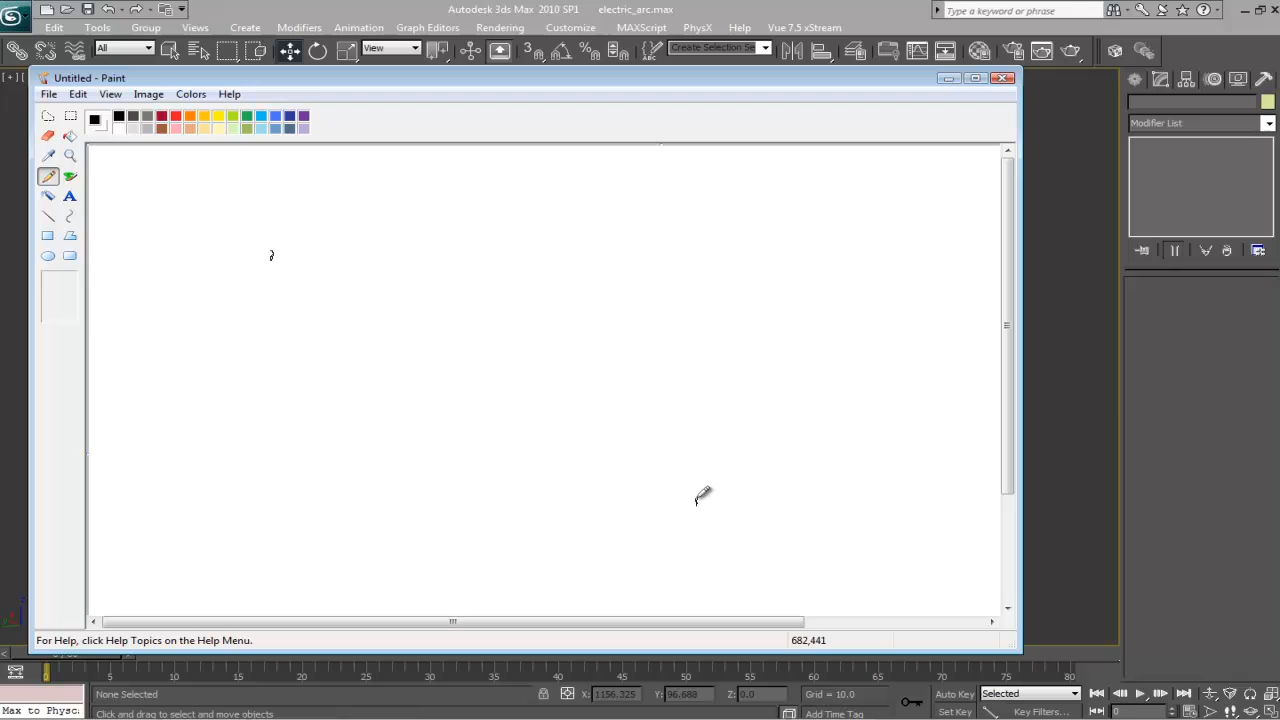 Autodesk 3ds Max 2010 SP1 electric_arc.max
Type a keyword or phrase
Edit Tools Group Views Create Modifiers Animation Graph Editors Rendering Customize MAXScript PhysX Help Vue 7.5 xStream
All View Create Selection Se
[ + ] [
Untitled - Paint
File Edit View Image Colors Help
Modifier List
For Help, click Help Topics on the Help Menu. 682,441
0 5 10 15 20 25 30 35 40 45 50 55 60 65 70 75 80
None Selected X: 1156.325 Y: 96.688 Z: 0.0 Grid = 10.0 Auto Key Selected
Max to Physc. Click and drag to select and move objects Add Time Tag Set Key Key Filters... 0